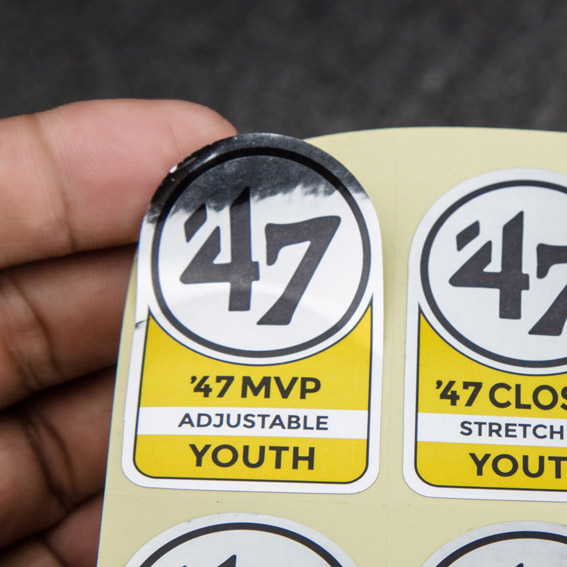 '47
'47 MVP
ADJUSTABLE
YOUTH
'47
'47 CLOS
STRETCH
YOUT